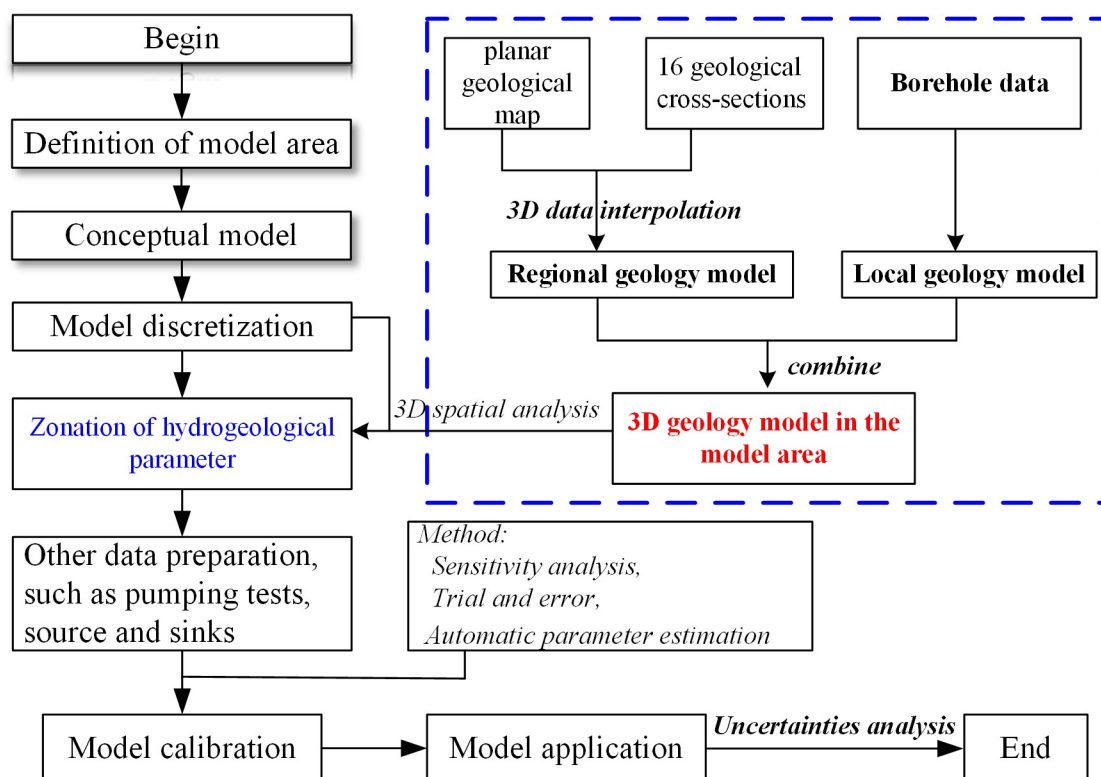 Begin
Definition of model area
Conceptual model
Model discretization
Zonation of hydrogeological
parameter
Other data preparation,
such as pumping tests,
source and sinks
planar
geological
map
16 geological
cross-sections
Borehole data
3D data interpolation
Regional geology model
Local geology model
combine
3D spatial analysis
3D geology model in the
model area
Method:
Sensitivity analysis,
Trial and error,
Automatic parameter estimation
Model calibration
Model application
Uncertainties analysis
End